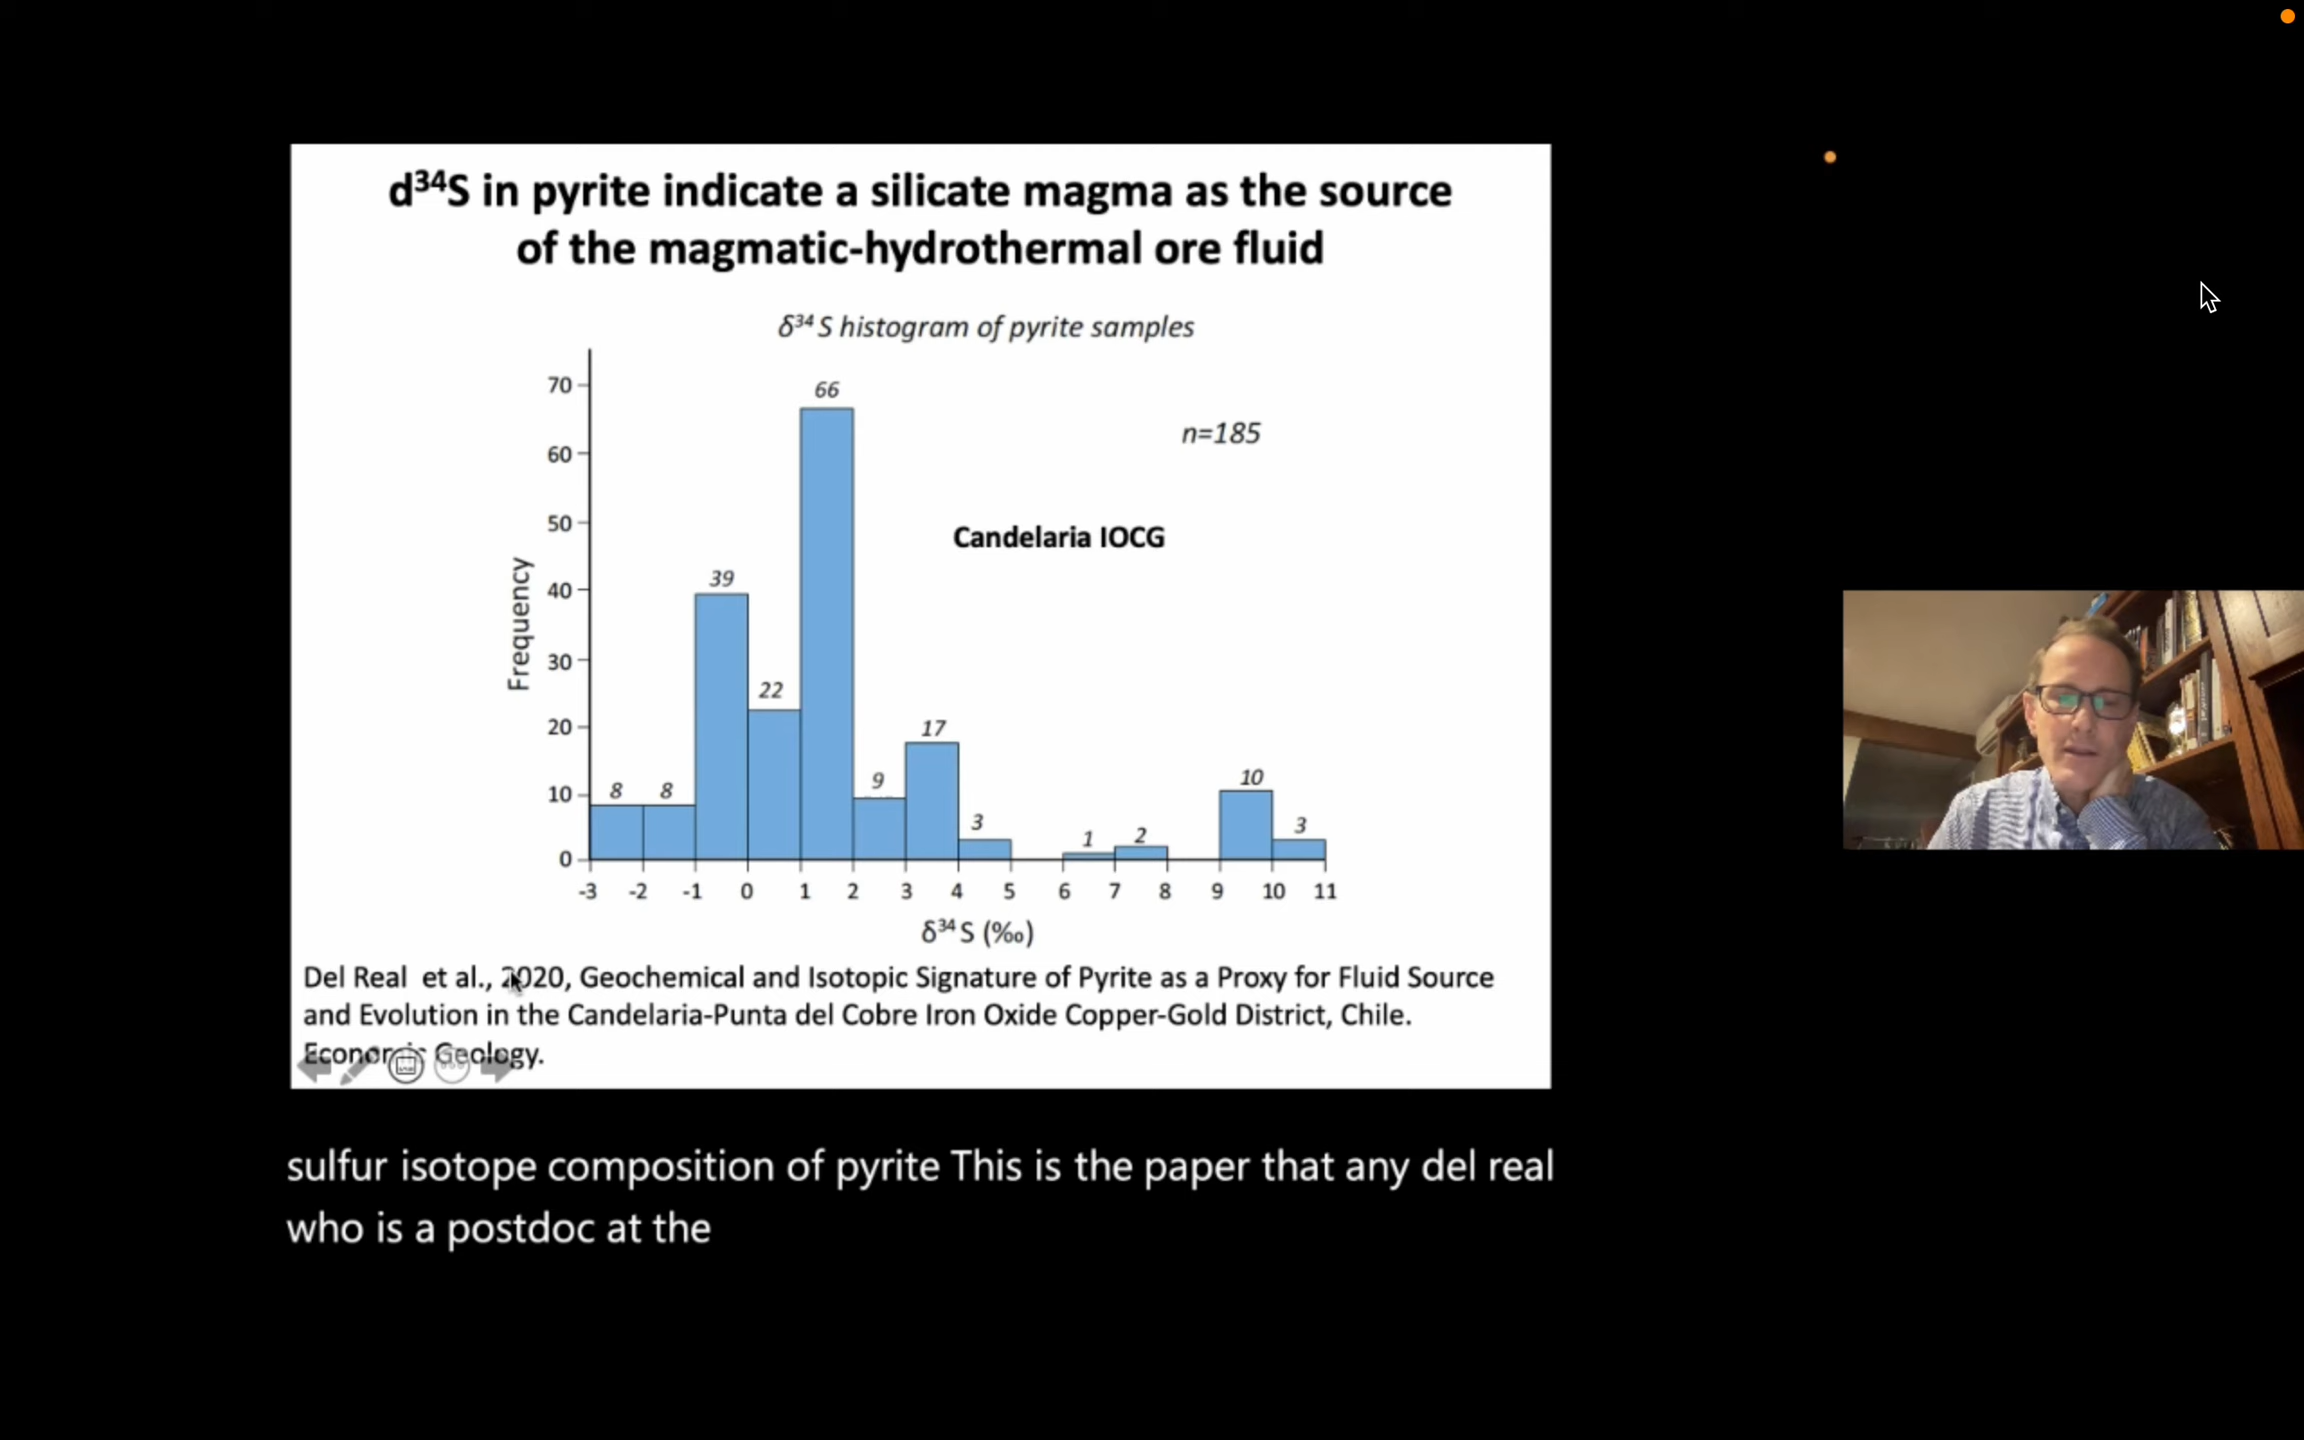 d³⁴S in pyrite indicate a silicate magma as the source
of the magmatic-hydrothermal ore fluid
δ³⁴ S histogram of pyrite samples
70
60
50
40
30
20
10
0
Frequency
8
8
39
22
66
9
17
3
1
2
10
3
n=185
Candelaria IOCG
-3
-2
-1
0
1
2
3
4
5
6
7
8
9
10
11
δ³⁴ S (‰)
Del Real et al., 2020, Geochemical and Isotopic Signature of Pyrite as a Proxy for Fluid Source
and Evolution in the Candelaria-Punta del Cobre Iron Oxide Copper-Gold District, Chile.
Economic Geology.
sulfur isotope composition of pyrite This is the paper that any del real
who is a postdoc at the